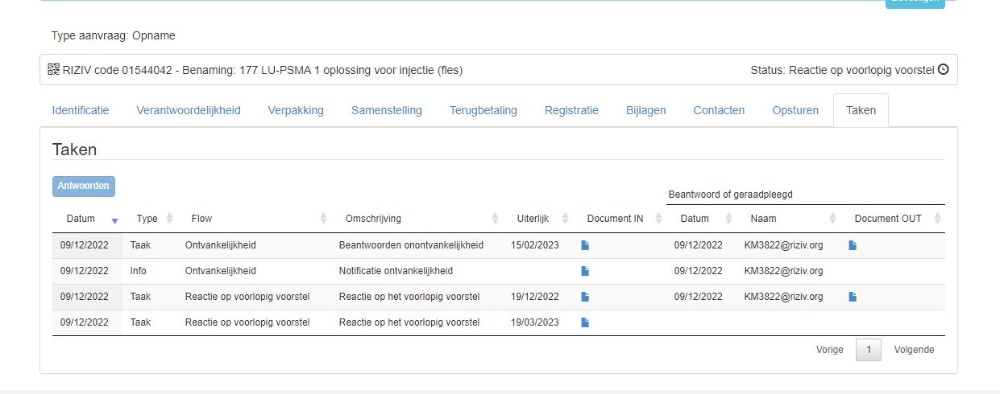 Type aanvraag: Opname
RIZIV code 01544042 - Benaming: 177 LU-PSMA 1 oplossing voor injectie (fles) Status: Reactie op voorlopig voorstel
Identificatie Verantwoordelijkheid Verpakking Samenstelling Terugbetaling Registratie Bijlagen Contacten Opsturen Taken
Taken
Antwoorden
Beantwoord of geraadpleegd
Datum Type Flow Omschrijving Uiterlijk Document IN Datum Naam Document OUT
09/12/2022 Taak Ontvankelijkheid Beantwoorden onontvankelijkheid 15/02/2023 09/12/2022 KM3822@riziv.org
09/12/2022 Info Ontvankelijkheid Notificatie ontvankelijkheid 09/12/2022 KM3822@riziv.org
09/12/2022 Taak Reactie op voorlopig voorstel Reactie op het voorlopig voorstel 19/12/2022 09/12/2022 KM3822@riziv.org
09/12/2022 Taak Reactie op voorlopig voorstel Reactie op het voorlopig voorstel 19/03/2023
Vorige 1 Volgende